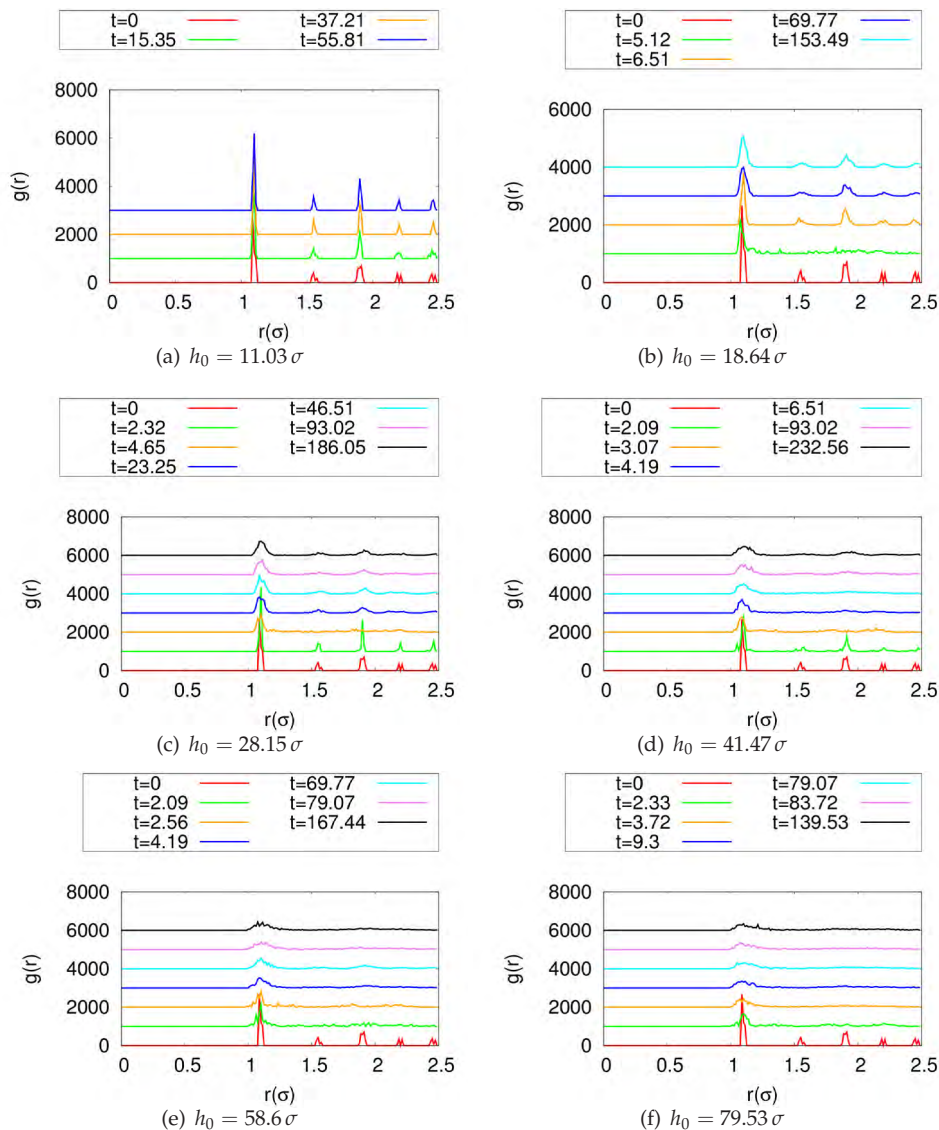 t=0
t=15.35
t=37.21
t=55.81
g(r)
8000
6000
4000
2000
0
0 0.5 1 1.5 2 2.5
r(σ)
(a) h₀ = 11.03 σ
t=0
t=5.12
t=6.51
t=69.77
t=153.49
g(r)
6000
4000
2000
0
0 0.5 1 1.5 2 2.5
r(σ)
(b) h₀ = 18.64 σ
t=0
t=2.32
t=4.65
t=23.25
t=46.51
t=93.02
t=186.05
g(r)
8000
6000
4000
2000
0
0 0.5 1 1.5 2 2.5
r(σ)
(c) h₀ = 28.15 σ
t=0
t=2.09
t=3.07
t=4.19
t=6.51
t=93.02
t=232.56
g(r)
8000
6000
4000
2000
0
0 0.5 1 1.5 2 2.5
r(σ)
(d) h₀ = 41.47 σ
t=0
t=2.09
t=2.56
t=4.19
t=69.77
t=79.07
t=167.44
g(r)
8000
6000
4000
2000
0
0 0.5 1 1.5 2 2.5
r(σ)
(e) h₀ = 58.6 σ
t=0
t=2.33
t=3.72
t=9.3
t=79.07
t=83.72
t=139.53
g(r)
8000
6000
4000
2000
0
0 0.5 1 1.5 2 2.5
r(σ)
(f) h₀ = 79.53 σ